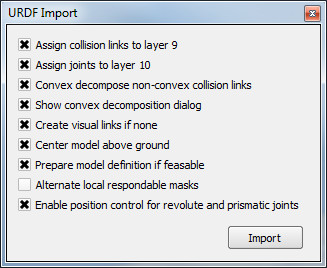 URDF Import
Assign collision links to layer 9
Assign joints to layer 10
Convex decompose non-convex collision links
Show convex decomposition dialog
Create visual links if none
Center model above ground
Prepare model definition if feasable
Alternate local respondable masks
Enable position control for revolute and prismatic joints
Import